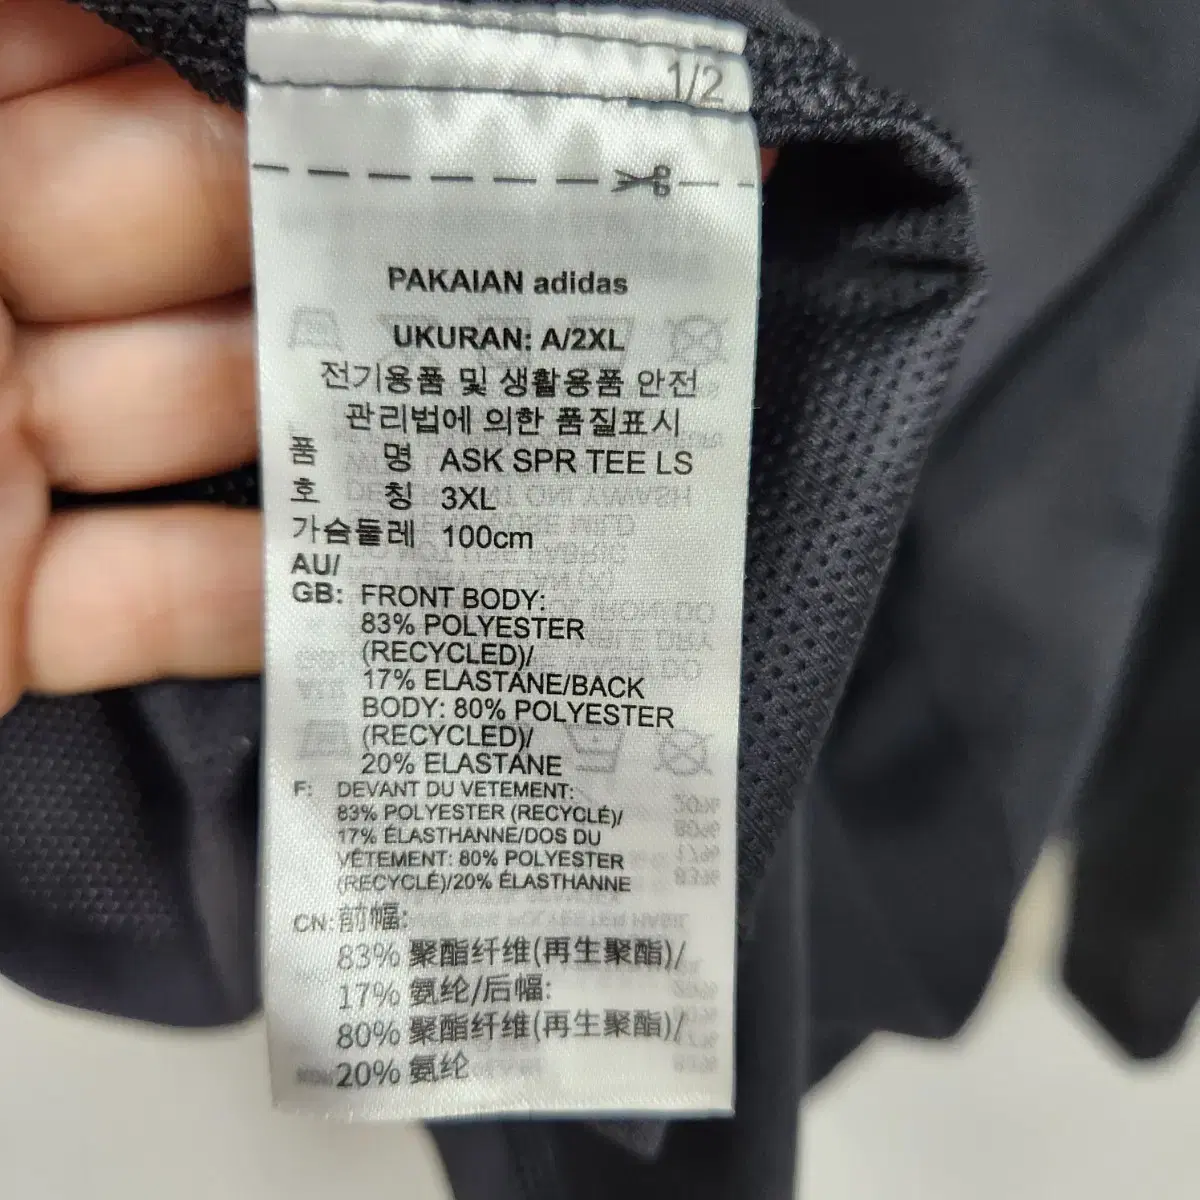 1/2
PAKAIAN adidas
UKURAN: A/2XL
전기용품 및 생활용품 안전
관리법에 의한 품질표시
품 명 ASK SPR TEE LS
호 칭 3XL
가슴둘레 100cm
AU/
GB: FRONT BODY:
83% POLYESTER
(RECYCLED)/
17% ELASTANE/BACK
BODY: 80% POLYESTER
(RECYCLED)/
20% ELASTANE
F: DEVANT DU VETEMENT:
83% POLYESTER (RECYCLÉ)/
17% ÉLASTHANNE/DOS DU
VÊTEMENT: 80% POLYESTER
(RECYCLÉ)/20% ÉLASTHANNE
CN: 前幅:
83% 聚酯纤维(再生聚酯)/
17% 氨纶/后幅:
80% 聚酯纤维(再生聚酯)/
20% 氨纶